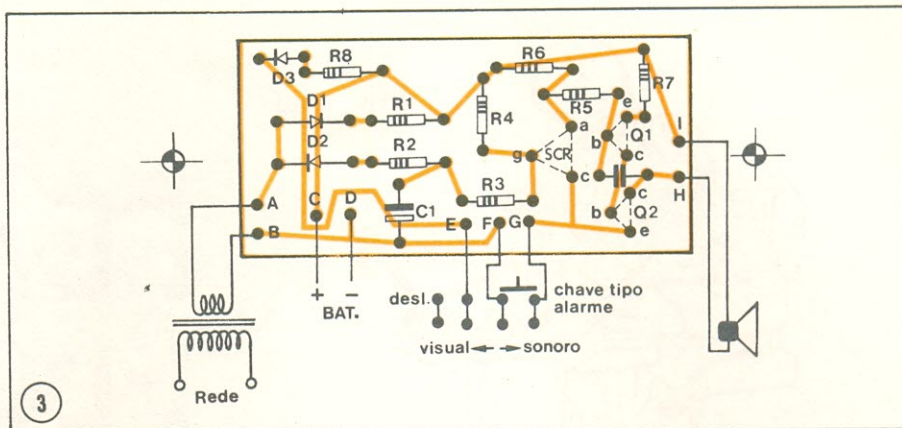 D3
R8
R6
R7
D1
R1
R4
R5
e
I
a
SCR
Q1
b
D2
R2
g
c
c
R3
c
H
A
C
D
C1
E
F
G
b
Q2
B
e
+
-
BAT.
desl.
chave tipo
alarme
visual ↔ sonoro
Rede
3